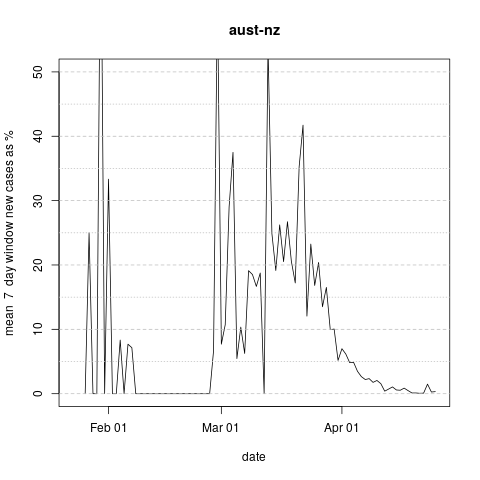 aust-nz
mean 7 day window new cases as %
50
40
30
20
10
0
Feb 01
Mar 01
Apr 01
date